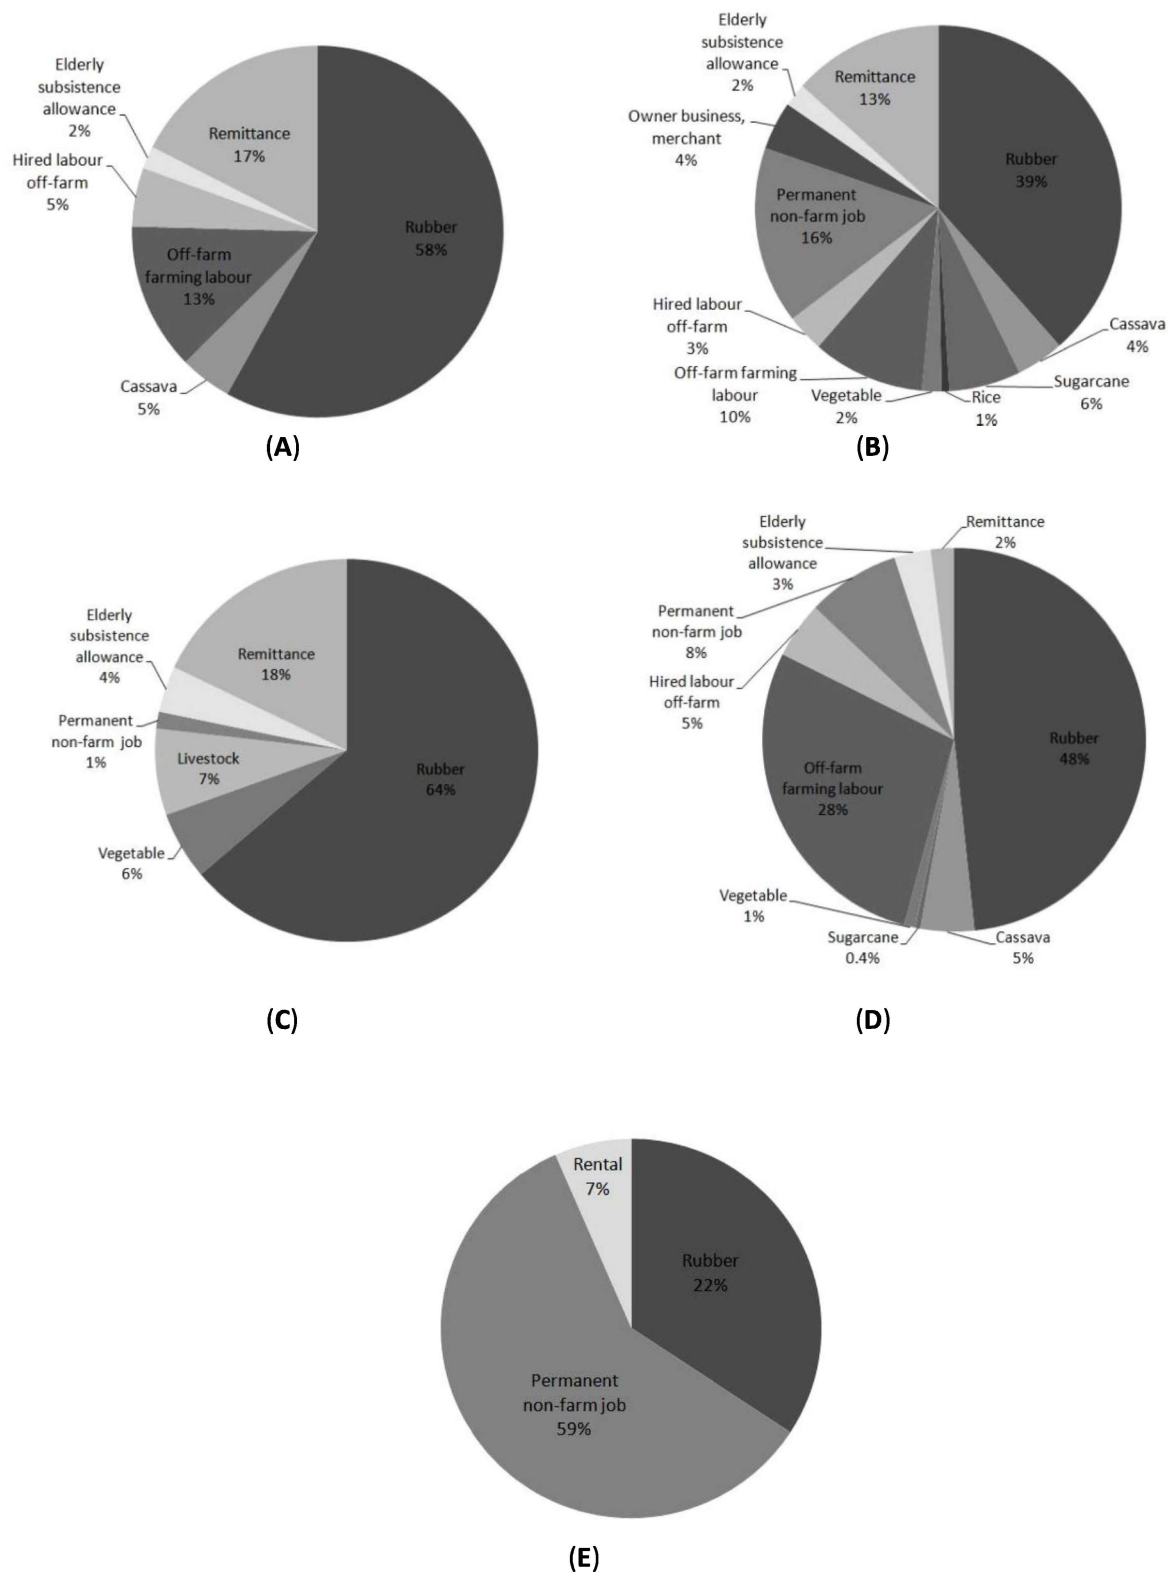 Elderly
subsistence
allowance
2%
Hired labour
off-farm
5%
Remittance
17%
Rubber
58%
Off-farm
farming labour
13%
Cassava
5%
(A)
Elderly
subsistence
allowance
2%
Remittance
13%
Owner business,
merchant
4%
Rubber
39%
Permanent
non-farm job
16%
Hired labour
off-farm
3%
Cassava
4%
Off-farm farming
labour
10%
Vegetable
2%
Rice
1%
Sugarcane
6%
(B)
Elderly
subsistence
allowance
4%
Remittance
18%
Permanent
non-farm job
1%
Livestock
7%
Rubber
64%
Vegetable
6%
(C)
Elderly
subsistence
allowance
3%
Remittance
2%
Permanent
non-farm job
8%
Hired labour
off-farm
5%
Rubber
48%
Off-farm
farming labour
28%
Vegetable
1%
Sugarcane
0.4%
Cassava
5%
(D)
Rental
7%
Rubber
22%
Permanent
non-farm job
59%
(E)